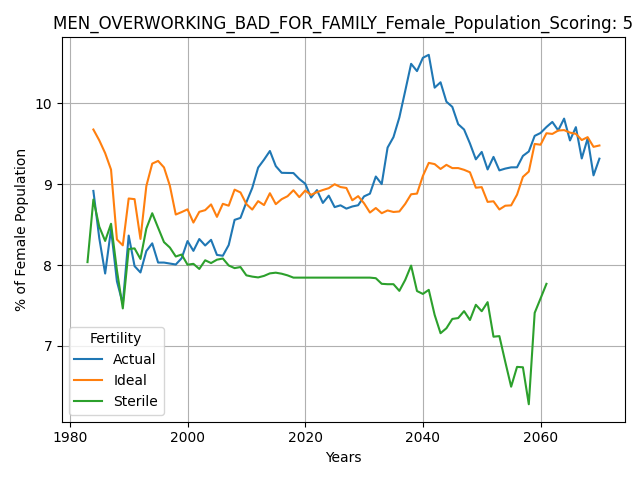 MEN_OVERWORKING_BAD_FOR_FAMILY_Female_Population_Scoring: 5
% of Female Population
10
9
8
7
Fertility
Actual
Ideal
Sterile
1980 2000 2020 2040 2060
Years